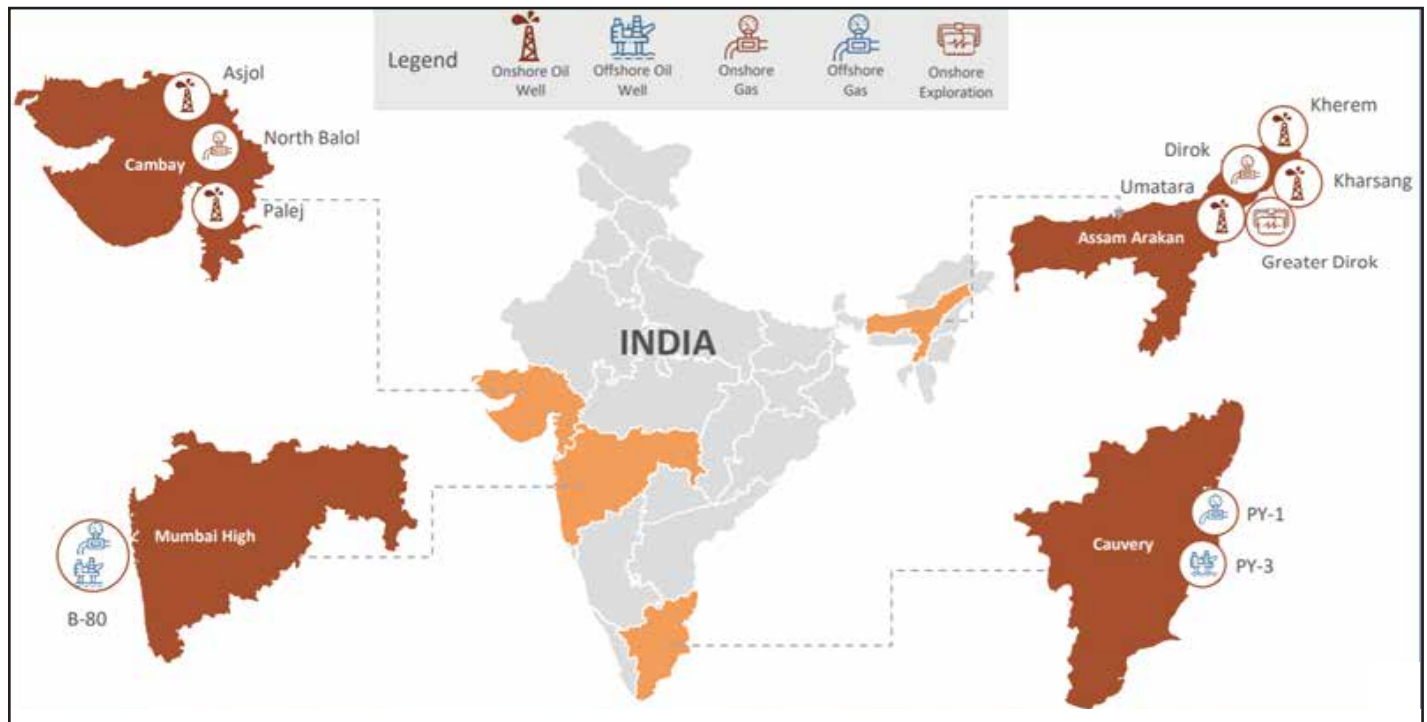 Legend
Onshore Oil
Well
Offshore Oil
Well
Onshore
Gas
Offshore
Gas
Onshore
Exploration
Asjol
North Balol
Cambay
Palej
Kherem
Dirok
Umatara
Kharsang
Assam Arakan
Greater Dirok
INDIA
Mumbai High
B-80
PY-1
Cauvery
PY-3